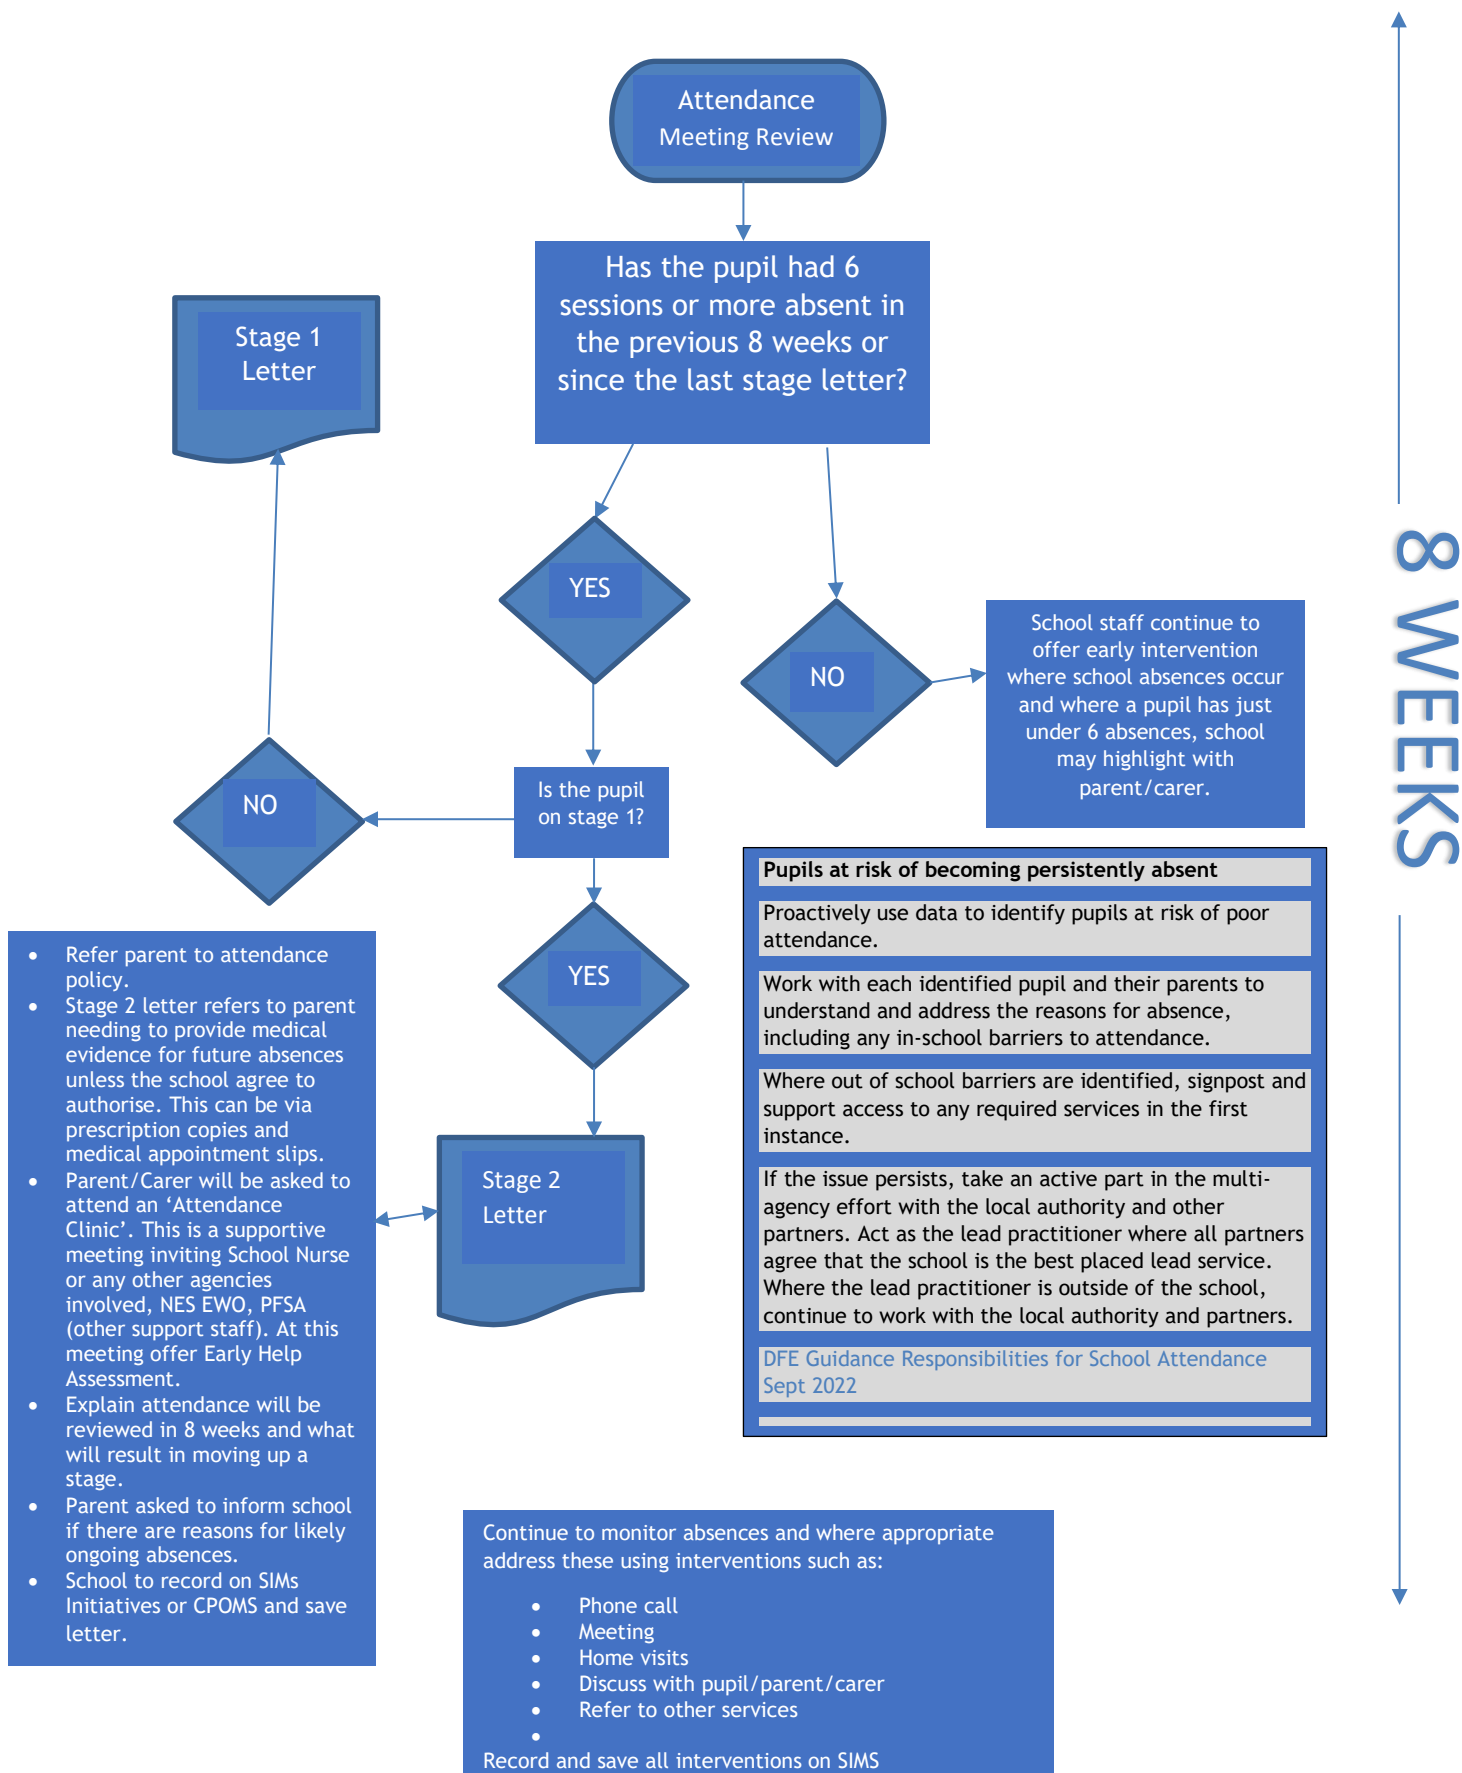 Attendance
Meeting Review
Has the pupil had 6
sessions or more absent in
the previous 8 weeks or
since the last stage letter?
Stage 1
Letter
YES
NO
School staff continue to
offer early intervention
where school absences occur
and where a pupil has just
under 6 absences, school
may highlight with
parent/carer.
8 WEEKS
Is the pupil
on stage 1?
NO
YES
Stage 2
Letter
• Refer parent to attendance
policy.
• Stage 2 letter refers to parent
needing to provide medical
evidence for future absences
unless the school agree to
authorise. This can be via
prescription copies and
medical appointment slips.
• Parent/Carer will be asked to
attend an ‘Attendance
Clinic’. This is a supportive
meeting inviting School Nurse
or any other agencies
involved, NES EWO, PFSA
(other support staff). At this
meeting offer Early Help
Assessment.
• Explain attendance will be
reviewed in 8 weeks and what
will result in moving up a
stage.
• Parent asked to inform school
if there are reasons for likely
ongoing absences.
• School to record on SIMs
Initiatives or CPOMS and save
letter.
Pupils at risk of becoming persistently absent
Proactively use data to identify pupils at risk of poor
attendance.
Work with each identified pupil and their parents to
understand and address the reasons for absence,
including any in-school barriers to attendance.
Where out of school barriers are identified, signpost and
support access to any required services in the first
instance.
If the issue persists, take an active part in the multi-
agency effort with the local authority and other
partners. Act as the lead practitioner where all partners
agree that the school is the best placed lead service.
Where the lead practitioner is outside of the school,
continue to work with the local authority and partners.
DFE Guidance Responsibilities for School Attendance
Sept 2022
Continue to monitor absences and where appropriate
address these using interventions such as:
• Phone call
• Meeting
• Home visits
• Discuss with pupil/parent/carer
• Refer to other services
•
Record and save all interventions on SIMS